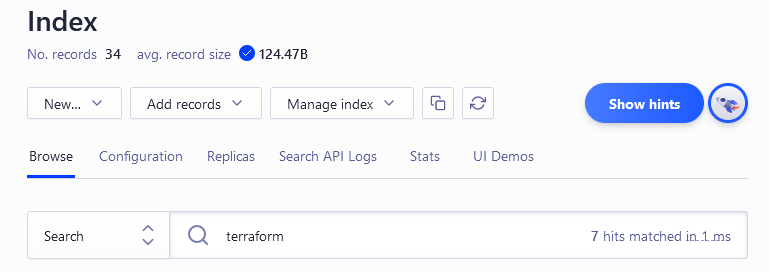 Index
No. records 34 avg. record size 124.47B
New... Add records Manage index Show hints
Browse Configuration Replicas Search API Logs Stats UI Demos
Search terraform 7 hits matched in 1 ms